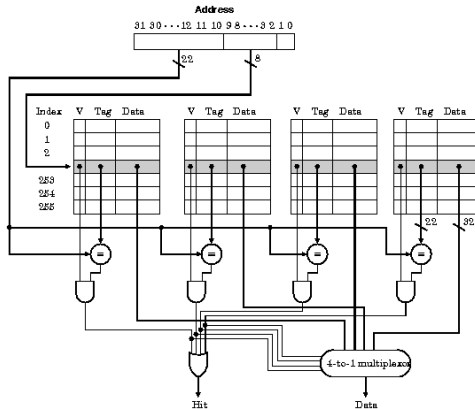 Address
31 30 · · · 12 11 10 9 8 · · · 3 2 1 0
22
8
Index
V Tag Data
V Tag Data
V Tag Data
V Tag Data
0
1
2
253
254
255
22
32
=
=
=
=
4-to-1 multiplexor
Hit
Data